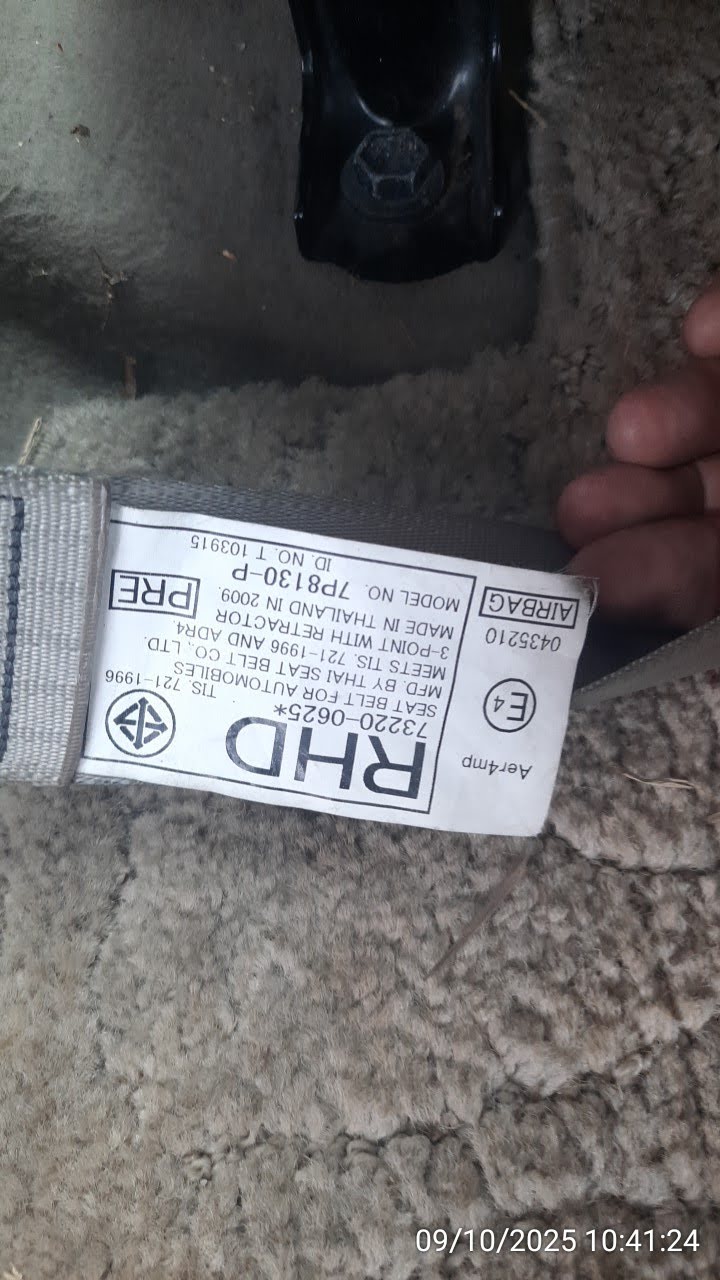 RHD
73220-0625*
SEAT BELT FOR AUTOMOBILES
TIS. 721-1996
MFD. BY THAI SEAT BELT CO., LTD.
MEETS TIS. 721-1996 AND ADR4.
3-POINT WITH RETRACTOR
MADE IN THAILAND IN 2009.
MODEL NO. 7P8130-P
PRE
ID. NO. T 103915
Aer4mp
E4
0435210
AIRBAG
09/10/2025 10:41:24